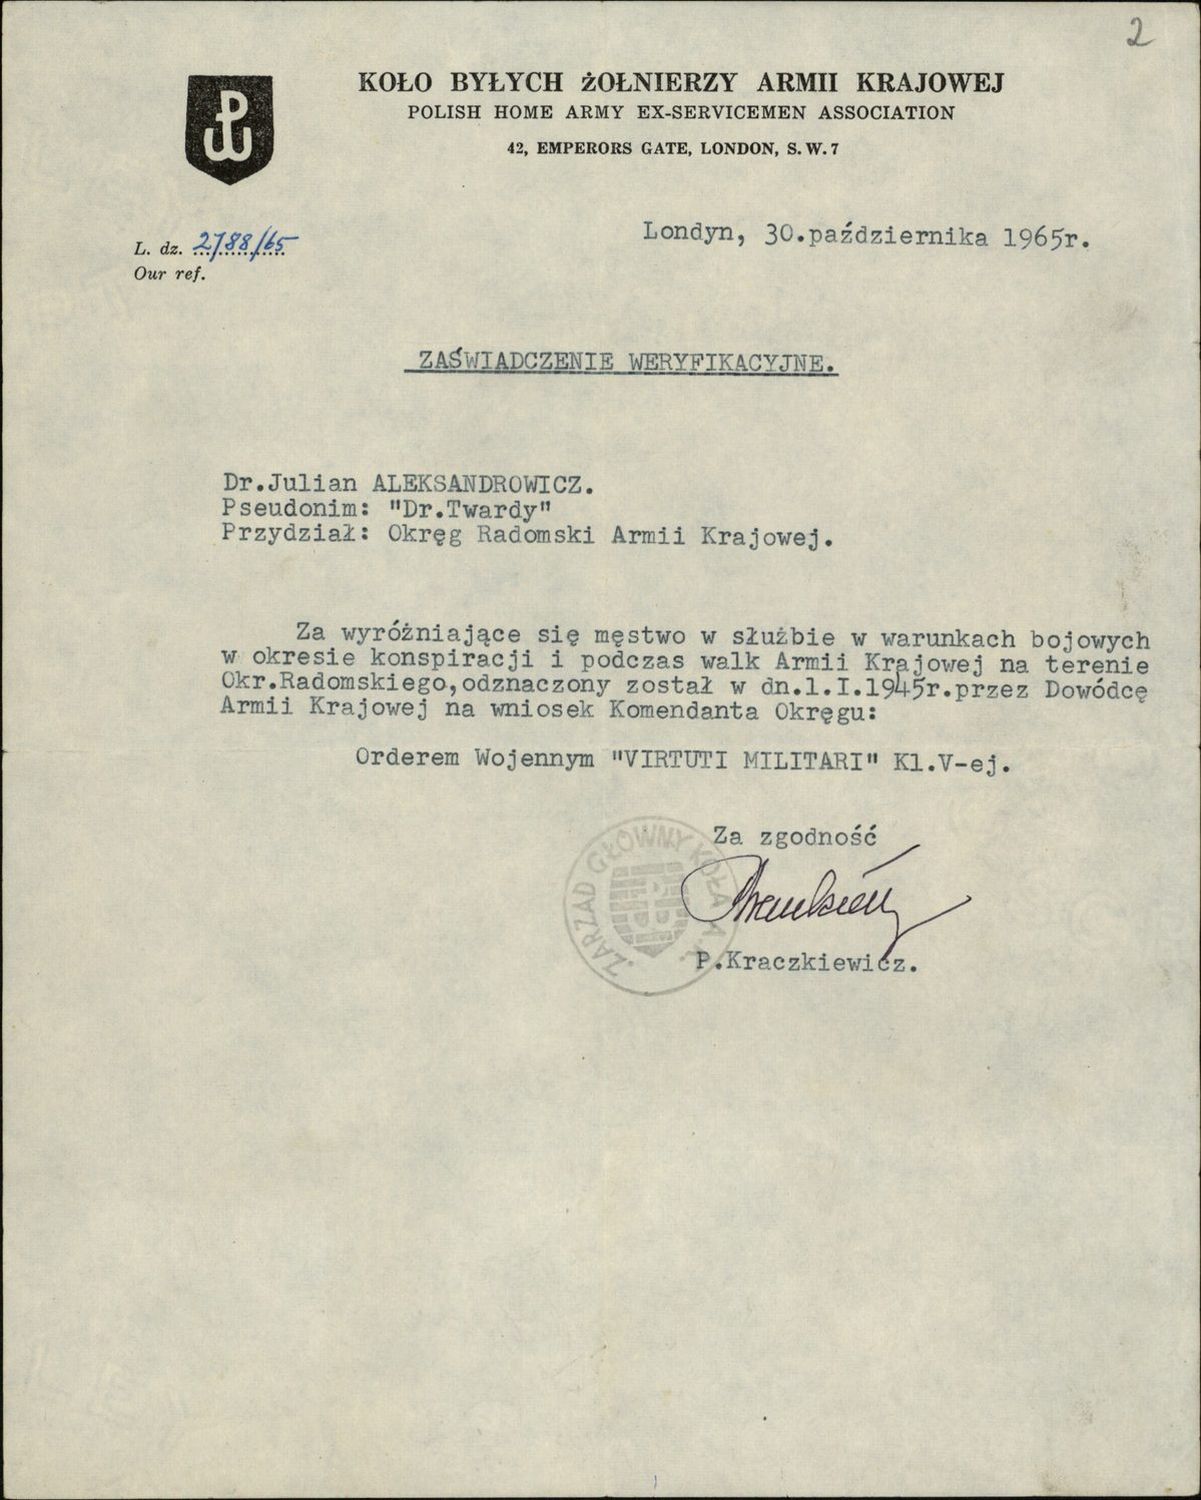 2
KOŁO BYŁYCH ŻOŁNIERZY ARMII KRAJOWEJ
POLISH HOME ARMY EX-SERVICEMEN ASSOCIATION
42, EMPERORS GATE, LONDON, S. W. 7
L. dz. 2788/65
Our ref.
Londyn, 30.października 1965r.
ZAŚWIADCZENIE WERYFIKACYJNE.
Dr.Julian ALEKSANDROWICZ.
Pseudonim: "Dr.Twardy"
Przydział: Okręg Radomski Armii Krajowej.
Za wyróżniające się męstwo w służbie w warunkach bojowych
w okresie konspiracji i podczas walk Armii Krajowej na terenie
Okr.Radomskiego,odznaczony został w dn.1.I.1945r.przez Dowódcę
Armii Krajowej na wniosek Komendanta Okręgu:
Orderem Wojennym "VIRTUTI MILITARI" Kl.V-ej.
Za zgodność
ZARZĄD GŁÓWNY KOŁA A.K.
P.Kraczkiewicz.